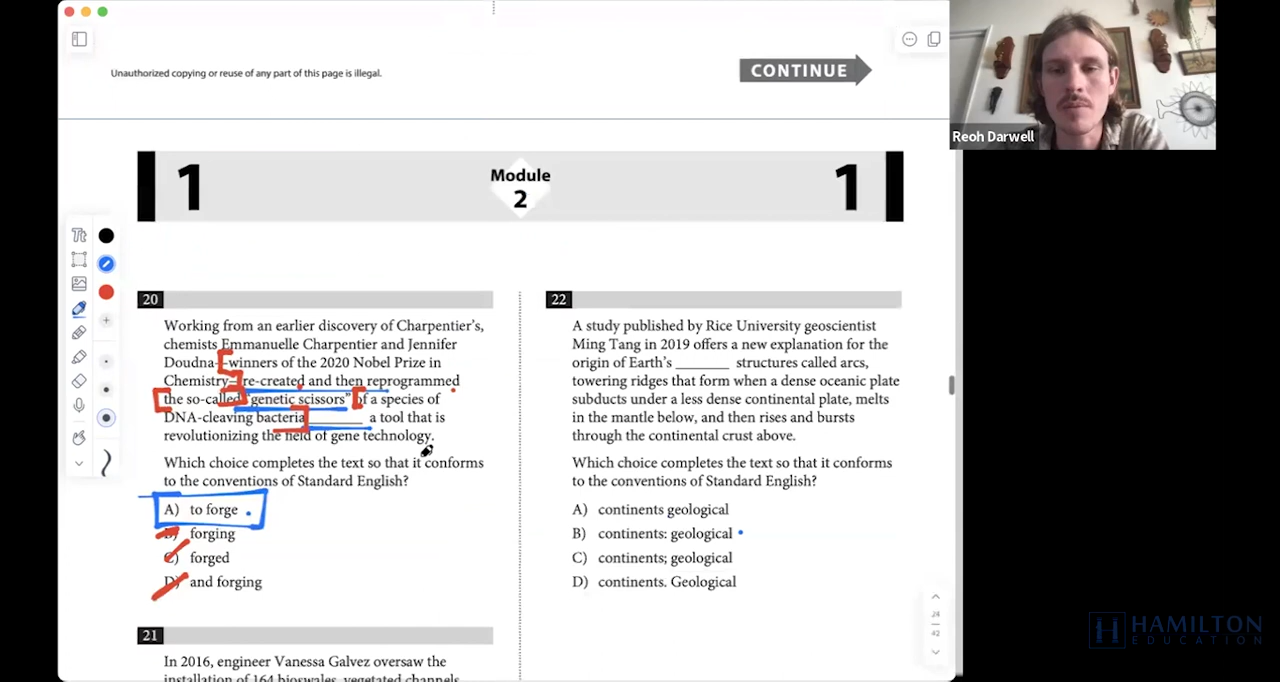 Unauthorized copying or reuse of any part of this page is illegal.
CONTINUE
Reoh Darwell
1
Module
2
1
20
Working from an earlier discovery of Charpentier's,
chemists Emmanuelle Charpentier and Jennifer
Doudna—winners of the 2020 Nobel Prize in
Chemistry—re-created and then reprogrammed
the so-called "genetic scissors" of a species of
DNA-cleaving bacteria ______ a tool that is
revolutionizing the field of gene technology.
Which choice completes the text so that it conforms
to the conventions of Standard English?
A) to forge
B) forging
C) forged
D) and forging
21
In 2016, engineer Vanessa Galvez oversaw the
installation of 164 bioswales, vegetated channels
22
A study published by Rice University geoscientist
Ming Tang in 2019 offers a new explanation for the
origin of Earth's ______ structures called arcs,
towering ridges that form when a dense oceanic plate
subducts under a less dense continental plate, melts
in the mantle below, and then rises and bursts
through the continental crust above.
Which choice completes the text so that it conforms
to the conventions of Standard English?
A) continents geological
B) continents: geological
C) continents; geological
D) continents. Geological
Tt
24
42
HAMILTON
EDUCATION